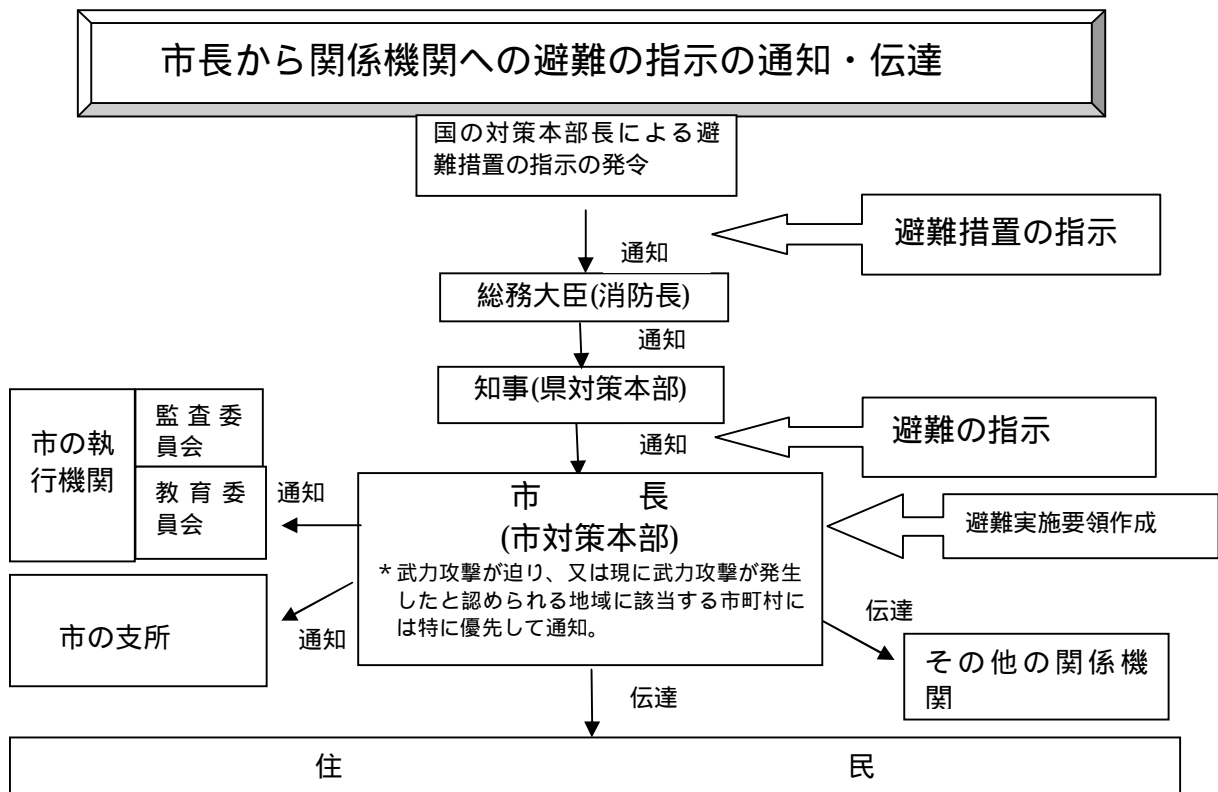 市長から関係機関への避難の指示の通知・伝達
国の対策本部長による避
難措置の指示の発令
避難措置の指示
通知
総務大臣(消防長)
通知
知事(県対策本部)
避難の指示
通知
市の執
行機関
監査委
員会
教育委
員会
通知
市　　　長
(市対策本部)
*武力攻撃が迫り、又は現に武力攻撃が発生
したと認められる地域に該当する市町村に
は特に優先して通知。
避難実施要領作成
市の支所
通知
伝達
その他の関係機
関
伝達
住　　　民